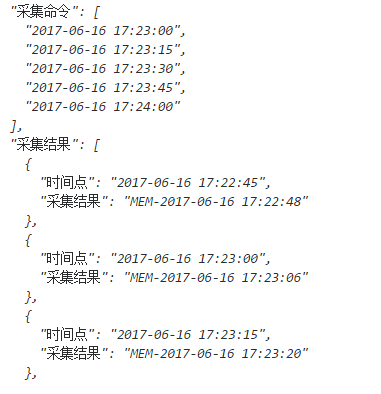 "采集命令": [
"2017-06-16 17:23:00",
"2017-06-16 17:23:15",
"2017-06-16 17:23:30",
"2017-06-16 17:23:45",
"2017-06-16 17:24:00"
],
"采集结果": [
{
"时间点": "2017-06-16 17:22:45",
"采集结果": "MEM-2017-06-16 17:22:48"
},
{
"时间点": "2017-06-16 17:23:00",
"采集结果": "MEM-2017-06-16 17:23:06"
},
{
"时间点": "2017-06-16 17:23:15",
"采集结果": "MEM-2017-06-16 17:23:20"
},